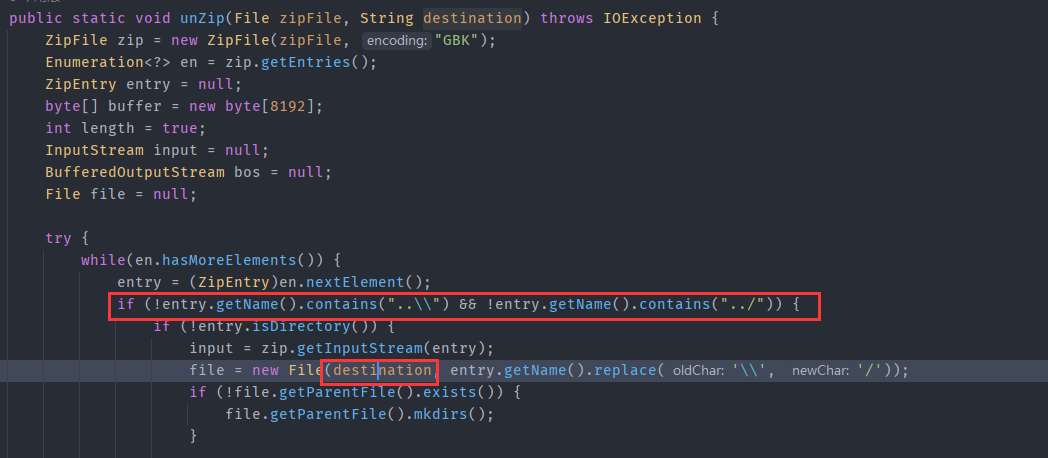 public static void unZip(File zipFile, String destination) throws IOException {
ZipFile zip = new ZipFile(zipFile, encoding: "GBK");
Enumeration<?> en = zip.getEntries();
ZipEntry entry = null;
byte[] buffer = new byte[8192];
int length = true;
InputStream input = null;
BufferedOutputStream bos = null;
File file = null;
try {
while(en.hasMoreElements()) {
entry = (ZipEntry)en.nextElement();
if (!entry.getName().contains("..\\") && !entry.getName().contains("../")) {
if (!entry.isDirectory()) {
input = zip.getInputStream(entry);
file = new File(destination, entry.getName().replace( oldChar: '\\', newChar: '/'));
if (!file.getParentFile().exists()) {
file.getParentFile().mkdirs();
}